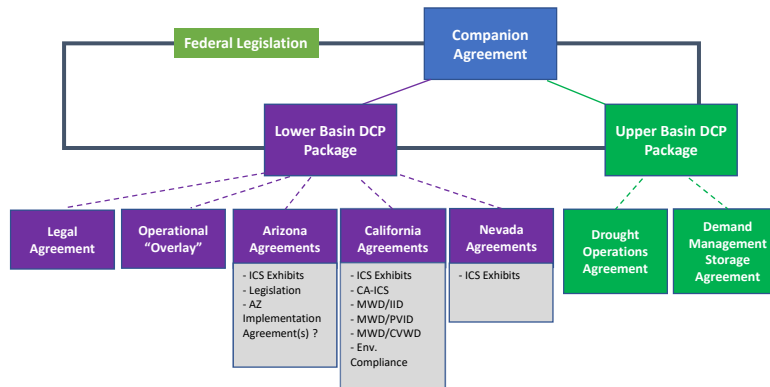 Federal Legislation
Companion
Agreement
Lower Basin DCP
Package
Upper Basin DCP
Package
Legal
Agreement
Operational
“Overlay”
Arizona
Agreements
- ICS Exhibits
- Legislation
- AZ
Implementation
Agreement(s) ?
California
Agreements
- ICS Exhibits
- CA-ICS
- MWD/IID
- MWD/PVID
- MWD/CVWD
- Env.
Compliance
Nevada
Agreements
- ICS Exhibits
Drought
Operations
Agreement
Demand
Management
Storage
Agreement